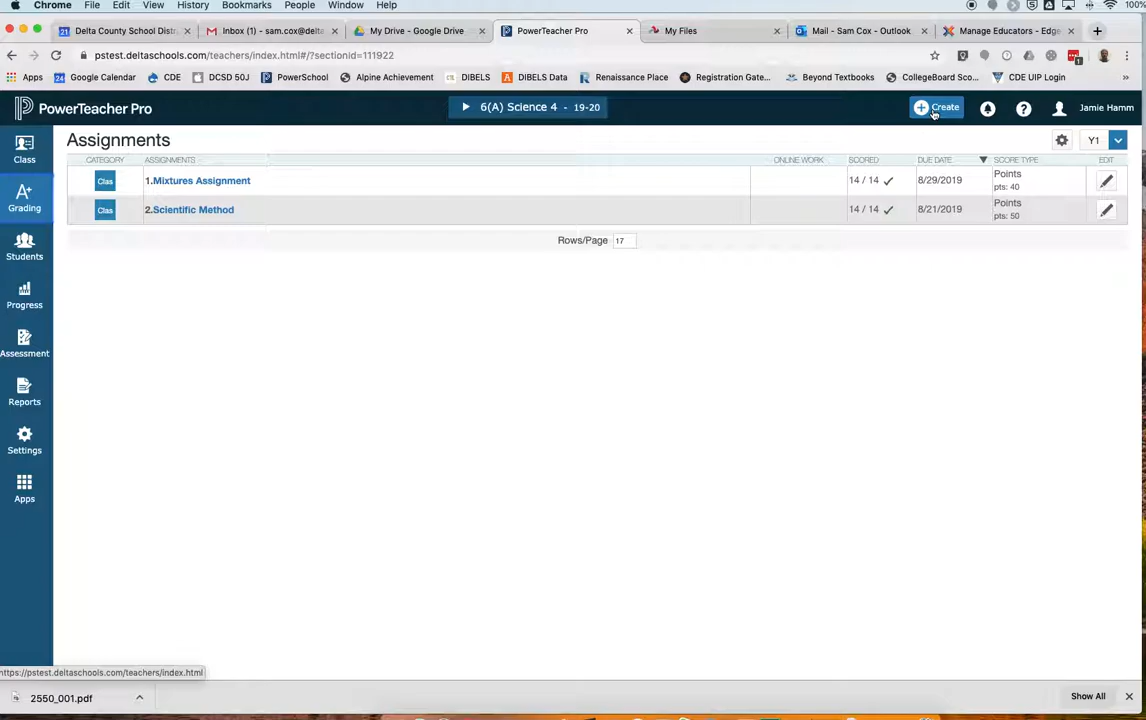 Chrome File Edit View History Bookmarks People Window Help 100%
Delta County School Distri Inbox (1) - sam.cox@delta My Drive - Google Drive PowerTeacher Pro My Files Mail - Sam Cox - Outlook Manage Educators - Edge
pstest.deltaschools.com/teachers/index.html#/?sectionid=111922
Apps Google Calendar CDE DCSD 50J PowerSchool Alpine Achievement DIBELS DIBELS Data Renaissance Place Registration Gate... Beyond Textbooks CollegeBoard Sco... CDE UIP Login »
PowerTeacher Pro 6(A) Science 4 - 19-20 Create Jamie Hamm
Assignments Y1
CATEGORY ASSIGNMENTS ONLINE WORK SCORED DUE DATE SCORE TYPE EDIT
Clas 1.Mixtures Assignment 14 / 14 8/29/2019 Points
pts: 40
Clas 2.Scientific Method 14 / 14 8/21/2019 Points
pts: 50
Rows/Page 17
Class
Grading
Students
Progress
Assessment
Reports
Settings
Apps
https://pstest.deltaschools.com/teachers/index.html
2550_001.pdf Show All